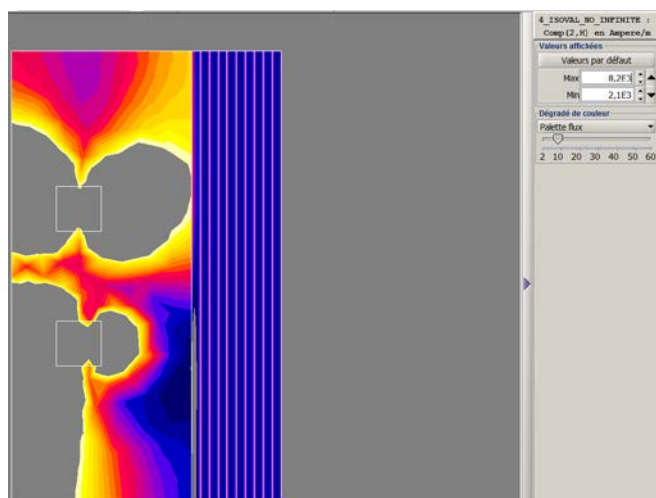 4_ISOVAL_NO_INFINITE :
Comp(2,H) en Ampere/m
Valeurs affichées
Valeurs par défaut
Max 8,2E3
Min 2,1E3
Dégradé de couleur
Palette flux
2 10 20 30 40 50 60